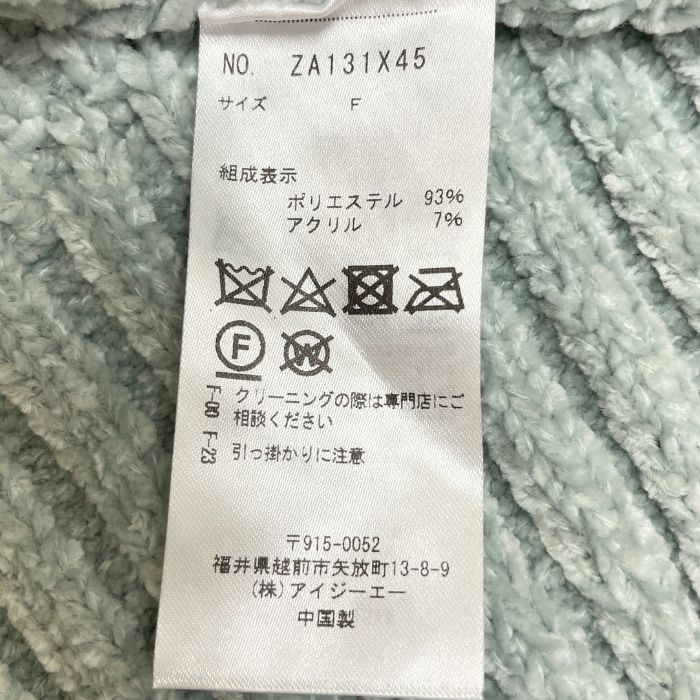 NO. ZA131X45
サイズ F
組成表示
ポリエステル 93%
アクリル 7%
F
W
F-09 クリーニングの際は専門店にご
相談ください
F-23 引っ掛かりに注意
〒915-0052
福井県越前市矢放町13-8-9
(株)アイジーエー
中国製